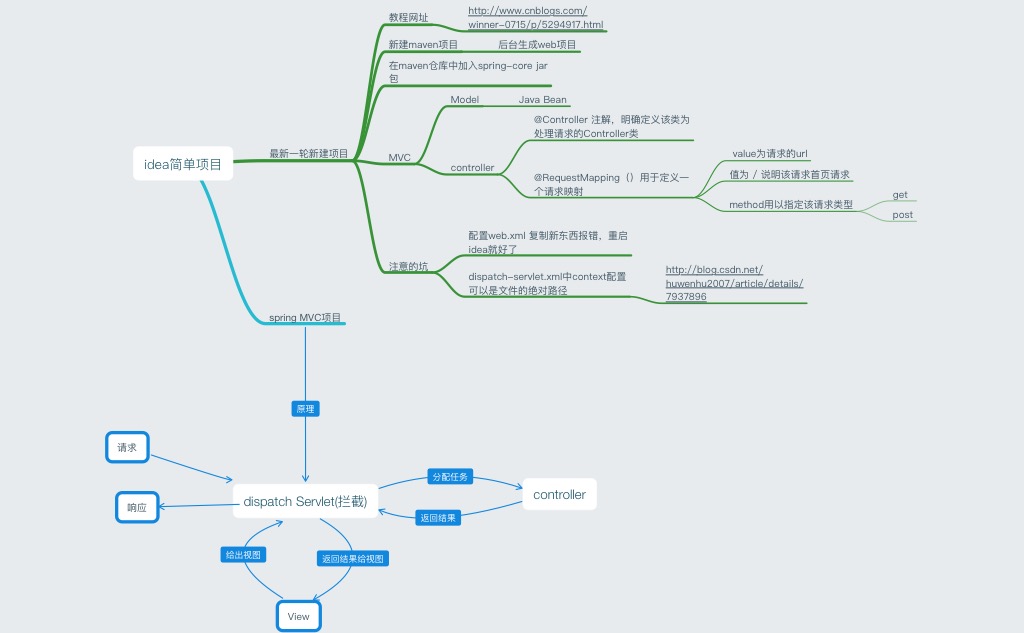 教程网址
http://www.cnblogs.com/
winner-0715/p/5294917.html
新建maven项目
后台生成web项目
在maven仓库中加入spring-core jar
包
Model
Java Bean
@Controller 注解，明确定义该类为
处理请求的Controller类
idea简单项目
最新一轮新建项目
MVC
controller
value为请求的url
@RequestMapping（）用于定义一
个请求映射
值为 / 说明该请求首页请求
method用以指定该请求类型
get
post
注意的坑
配置web.xml 复制新东西报错，重启
idea就好了
dispatch-servlet.xml中context配置
可以是文件的绝对路径
http://blog.csdn.net/
huwenhu2007/article/details/
7937896
spring MVC项目
原理
请求
响应
dispatch Servlet(拦截)
分配任务
controller
返回结果
给出视图
返回结果给视图
View